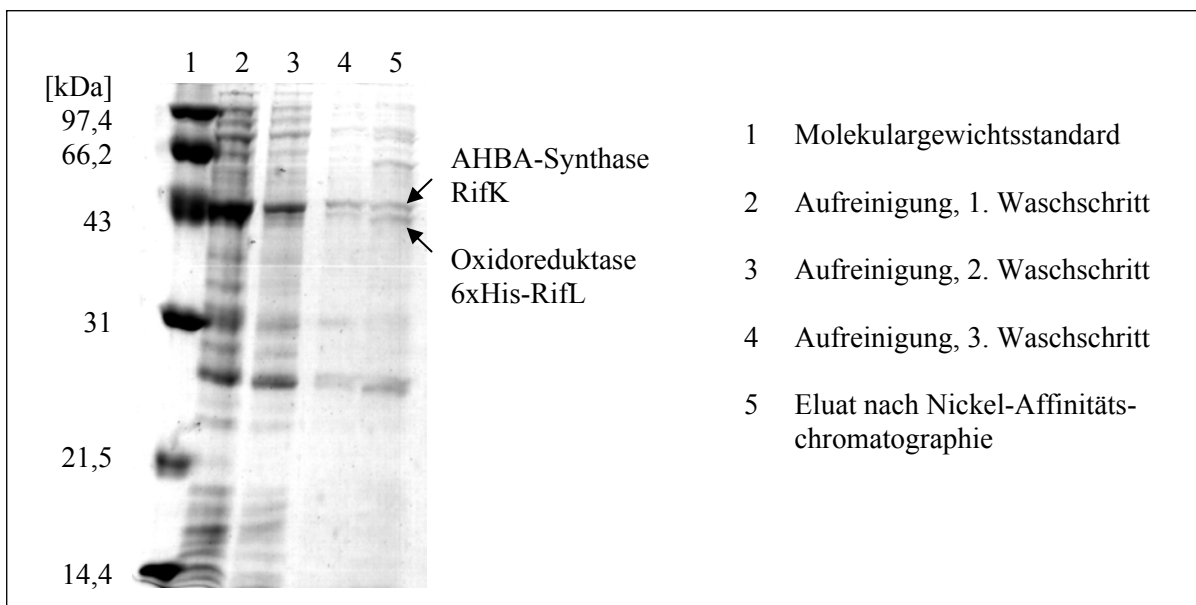 1 2 3 4 5
[kDa]
97,4
66,2
43
31
21,5
14,4
AHBA-Synthase
RifK
Oxidoreduktase
6xHis-RifL
1 Molekulargewichtsstandard
2 Aufreinigung, 1. Waschschritt
3 Aufreinigung, 2. Waschschritt
4 Aufreinigung, 3. Waschschritt
5 Eluat nach Nickel-Affinitäts-
chromatographie